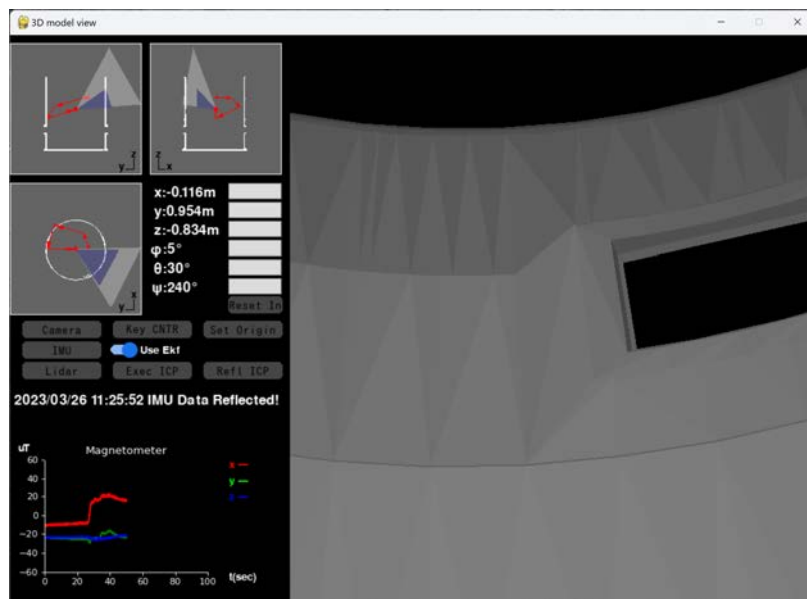 3D model view
z
y
z
x
x
y
x:-0.116m
y:0.954m
z:-0.834m
φ:5°
θ:30°
ψ:240°
Reset In
Camera
Key CNTR
Set Origin
IMU
Use Ekf
Lidar
Exec ICP
Refl ICP
2023/03/26 11:25:52 IMU Data Reflected!
uT
Magnetometer
60
40
20
0
−20
−40
−60
0 20 40 60 80 100
t(sec)
x
y